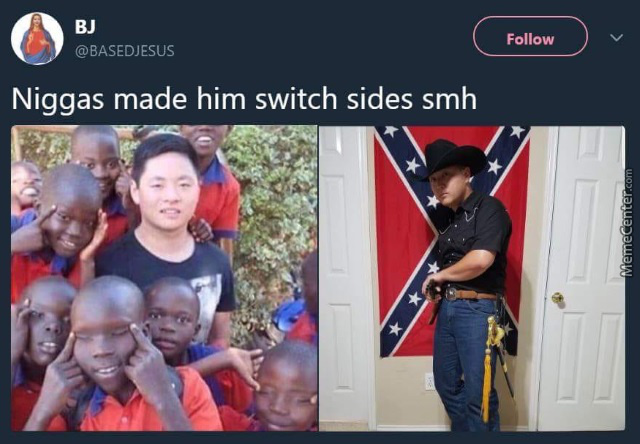 BJ
@BASEDJESUS
Follow
Niggas made him switch sides smh
MemeCenter.com